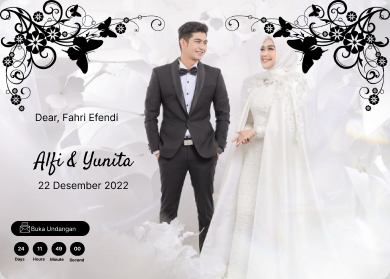 Dear, Fahri Efendi
Alfi & Yunita
22 Desember 2022
Buka Undangan
24 11 49 00
Days Hours Minute Second